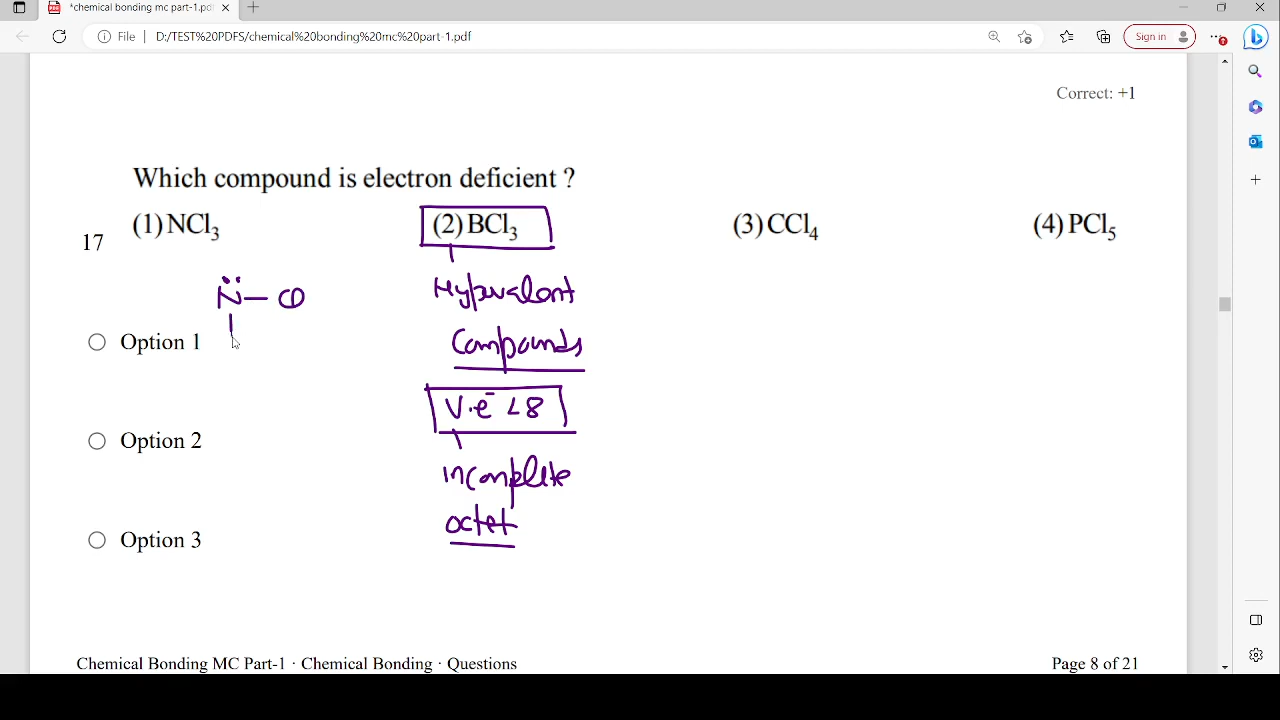 *chemical bonding mc part-1.pdf
File | D:/TEST%20PDFS/chemical%20bonding%20mc%20part-1.pdf
Sign in
Correct: +1
Which compound is electron deficient ?
17
(1) NCl3 (2) BCl3 (3) CCl4 (4) PCl5
Hypovalent
Compounds
V.e- <8
incomplete
octet
N – Cl
Option 1
Option 2
Option 3
Chemical Bonding MC Part-1 · Chemical Bonding · Questions
Page 8 of 21